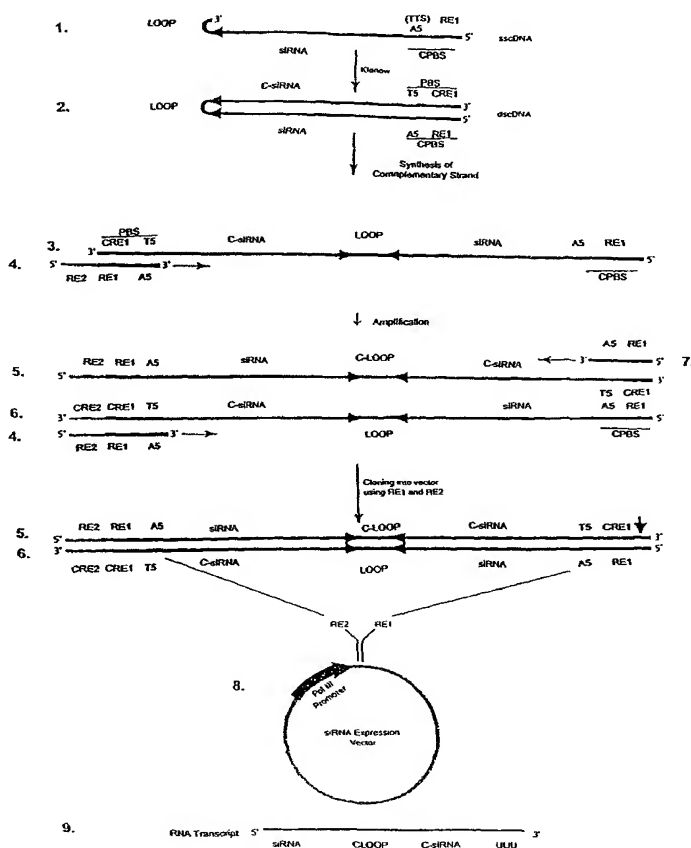 (TTS) RE1
1. LOOP 3' A5 5' sscDNA
siRNA CPBS
Klenow
C-siRNA PBS
T5 CRE1
2. LOOP 3' dscDNA
5'
siRNA A5 RE1
CPBS
Synthesis of
Comaplementary Strand
PBS
CRE1 T5 C-siRNA LOOP siRNA A5 RE1
3. 3' 5'
4. 5' 3' CPBS
RE2 RE1 A5
Amplification
A5 RE1
RE2 RE1 A5 siRNA C-LOOP C-siRNA 3' 7.
5. 5' 3'
T5 CRE1
CRE2 CRE1 T5 C-siRNA siRNA A5 RE1
6. 3' 5'
4. 5' 3' LOOP CPBS
RE2 RE1 A5
Cloning into vector
using RE1 and RE2
RE2 RE1 A5 siRNA C-LOOP C-siRNA T5 CRE1
5. 5' 3'
6. 3' 5'
CRE2 CRE1 T5 C-siRNA LOOP siRNA A5 RE1
RE2 RE1
8. Pol III
Promoter
siRNA Expression
Vector
9. RNA Transcript 5' 3'
siRNA CLOOP C-siRNA UUU